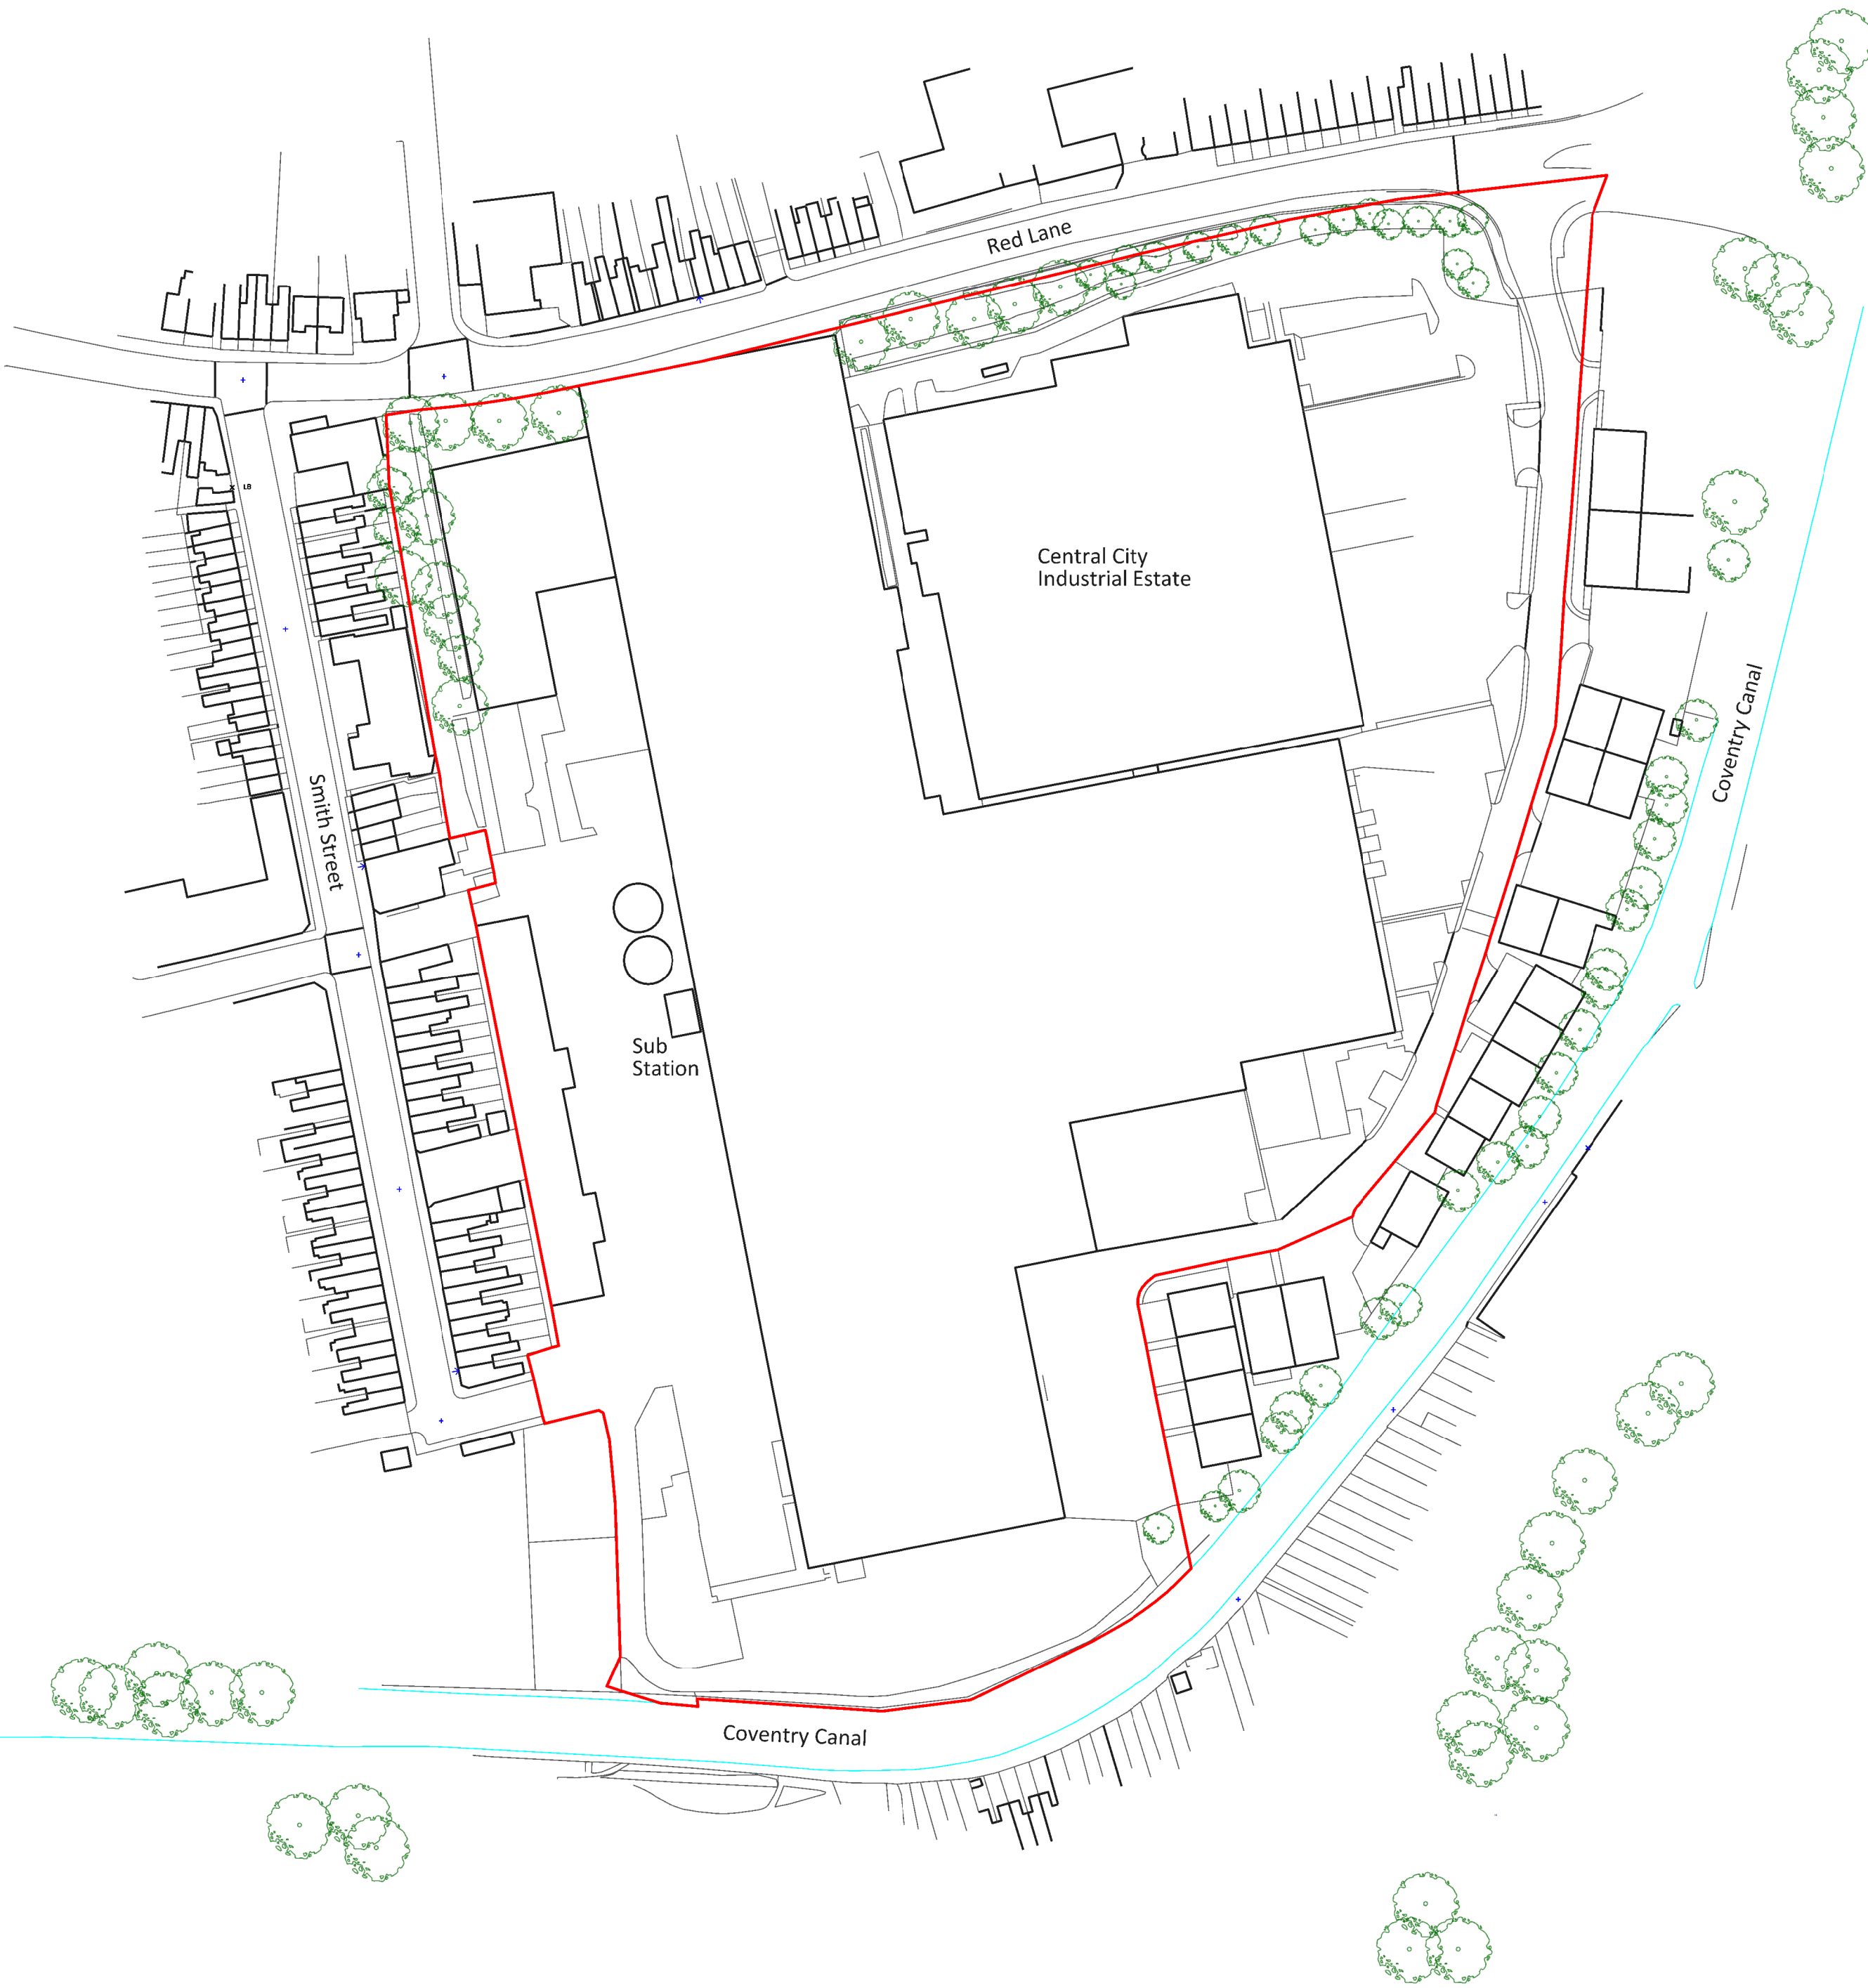 Red Lane
LB
Central City
Industrial Estate
Coventry Canal
Smith Street
Sub
Station
Coventry Canal